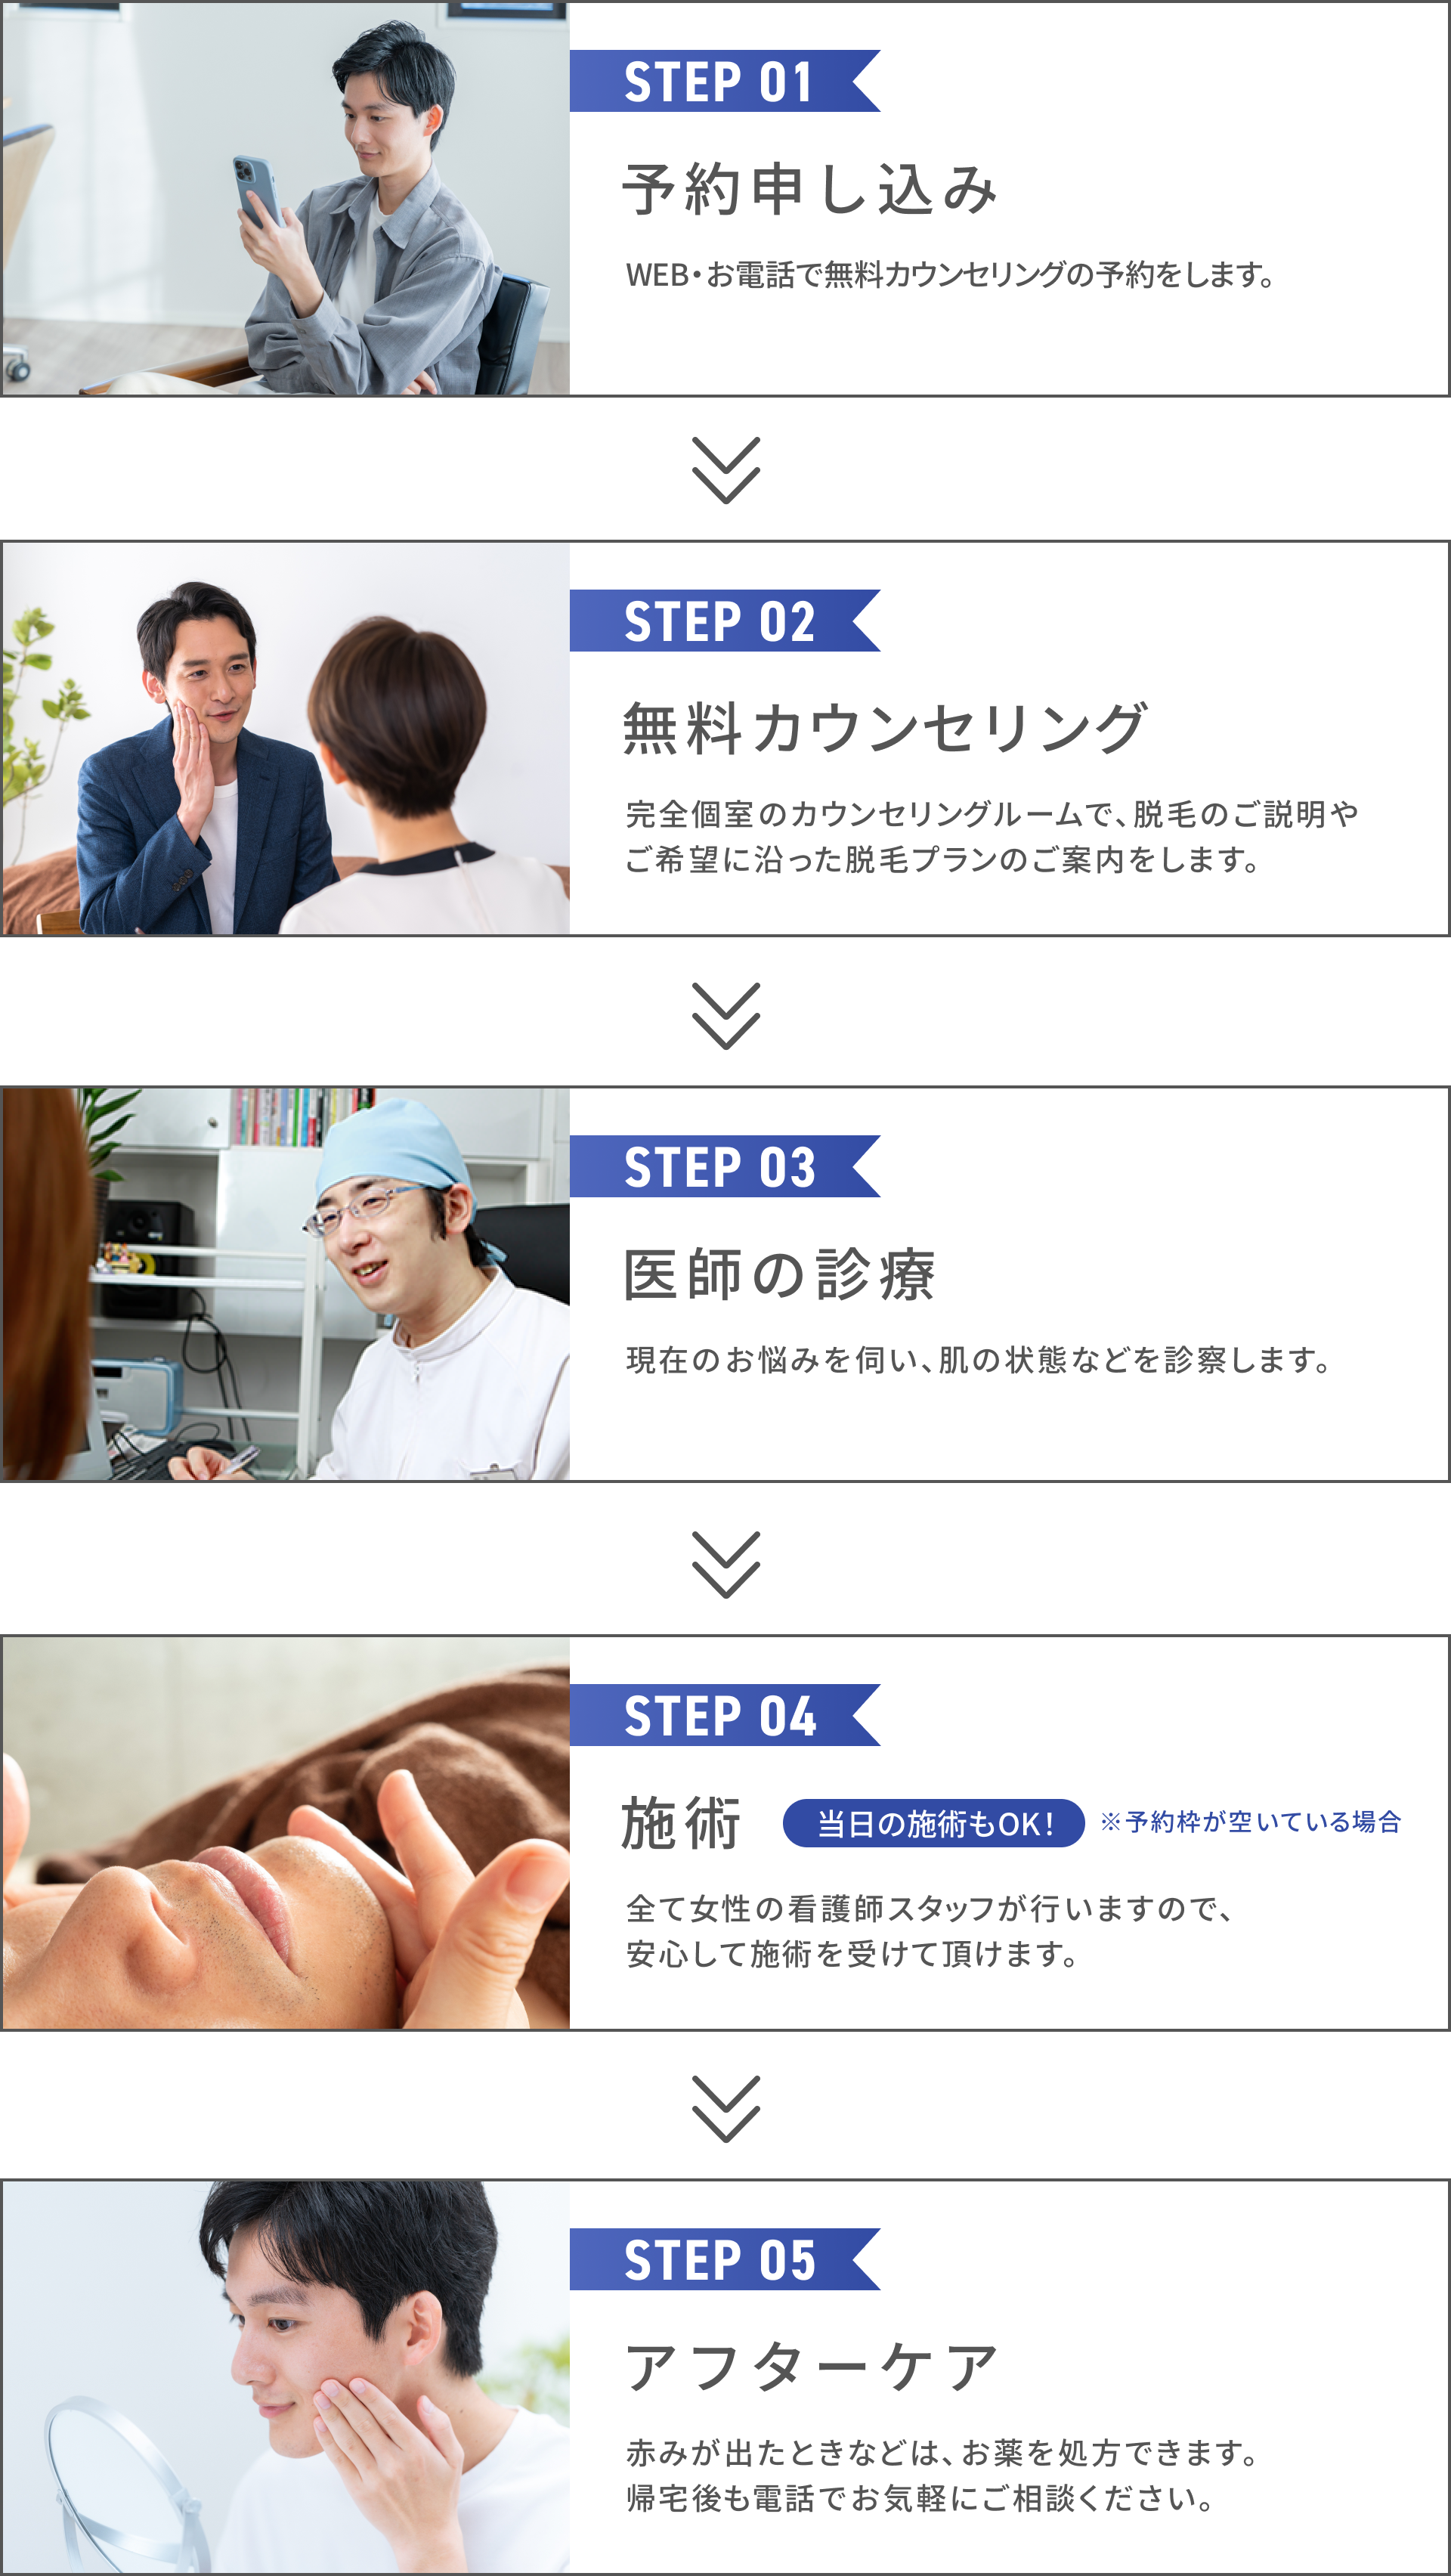 STEP 01
予約申し込み
WEB・お電話で無料カウンセリングの予約をします。
STEP 02
無料カウンセリング
完全個室のカウンセリングルームで、脱毛のご説明や
ご希望に沿った脱毛プランのご案内をします。
STEP 03
医師の診療
現在のお悩みを伺い、肌の状態などを診察します。
STEP 04
施術 当日の施術もOK! ※予約枠が空いている場合
全て女性の看護師スタッフが行いますので、
安心して施術を受けて頂けます。
STEP 05
アフターケア
赤みが出たときなどは、お薬を処方できます。
帰宅後も電話でお気軽にご相談ください。